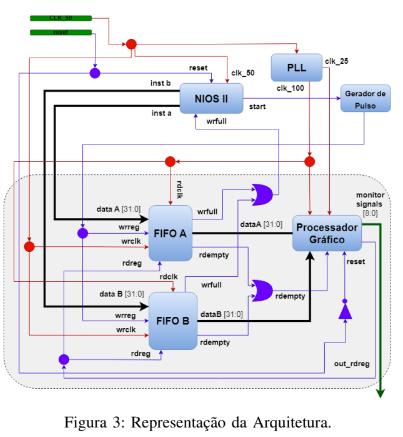 CLK_50
reset
reset
clk_50
PLL
clk_25
clk_100
inst b
inst a
NIOS II
start
Gerador de
Pulso
wrfull
rdclk
monitor
signals
[8:0]
data A [31:0]
wrfull
dataA [31:0]
wrreg
FIFO A
Processador
Gráfico
wrclk
rdempty
rdreg
reset
rdclk
wrfull
data B [31:0]
rdempty
FIFO B
dataB [31:0]
wrreg
wrclk
rdempty
rdreg
out_rdreg
Figura 3: Representação da Arquitetura.